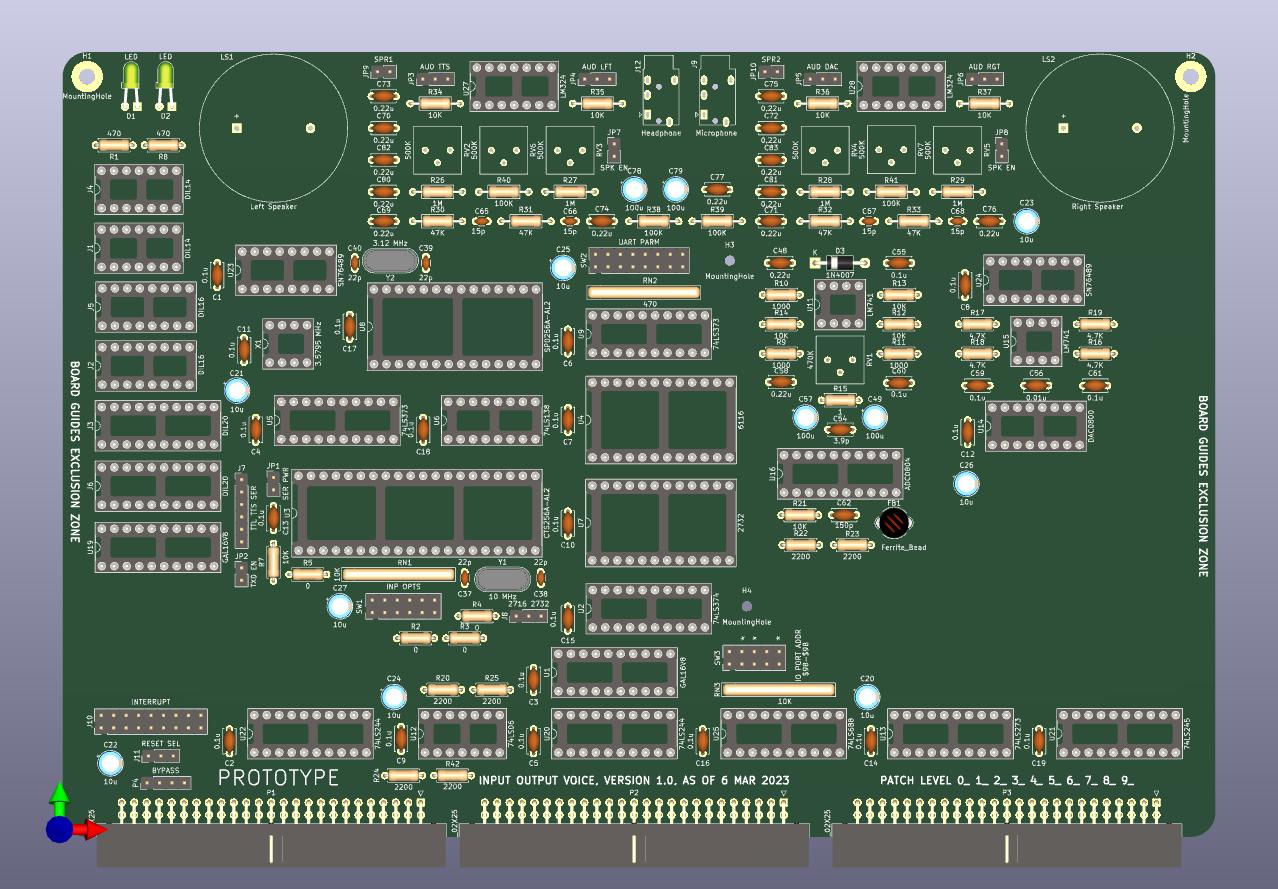 H1
LED
LED
LS1
SPR1
AUD TTS
AUD LFT
J12
J9
SPR2
AUD DAC
AUD RGT
LS2
H2
MountingHole
D1
D2
JP9
JP3
U27
LM324
JP4
JP10
JP5
U28
LM324
JP6
MountingHole
C73
0.22u
R34
10K
R35
10K
Headphone
Microphone
C75
0.22u
R36
10K
R37
10K
+
+
470
R1
470
R8
C70
0.22u
500K
RV2
500K
RV6
500K
RV3
JP7
SPK EN
C72
0.22u
500K
RV4
500K
RV7
500K
RV5
JP8
SPK EN
C82
0.22u
C83
0.22u
J4
DIL14
Left Speaker
C80
0.22u
R26
1M
R40
100K
R27
1M
C78
100u
C79
100u
C77
0.22u
C81
0.22u
R28
1M
R41
100K
R29
1M
Right Speaker
C69
0.22u
R30
47K
C65
15p
R31
47K
C66
15p
C74
0.22u
R38
100K
R39
100K
C71
0.22u
R32
47K
C67
15p
R33
47K
C68
15p
C76
0.22u
C23
10u
J1
DIL14
0.1u
C1
U23
SN76489
C40
22p
3.12 MHz
Y2
C39
22p
C25
10u
UART PARM
SW2
H3
MountingHole
C48
0.22u
K
D3
1N4007
C55
0.1u
0.1u
C8
U24
SN76489
J5
DIL16
RN2
470
R10
1000
U11
LM741
R13
10K
C11
0.1u
X1
3.5795 MHz
0.1u
C17
U8
SPO256A-AL2
0.1u
C6
U9
74LS373
R14
10K
R12
10K
R17
4.7K
R18
4.7K
U15
LM741
R19
10K
R16
4.7K
J2
DIL16
R9
1000
470K
RV1
R11
1000
C21
10u
C58
0.22u
C60
0.1u
C59
0.1u
C56
0.01u
C61
0.1u
BOARD GUIDES EXCLUSION ZONE
BOARD GUIDES EXCLUSION ZONE
J3
DIL20
0.1u
C4
U5
74LS373
0.1u
C18
U6
74LS138
0.1u
C7
U4
6116
C57
100u
R15
1
C49
100u
C54
3.9p
0.1u
C12
U14
DAC0800
J6
DIL20
J7
TTL TTS SER
JP1
SER PWR
0.1u
C13
U3
CTS256A-AL2
0.1u
C10
U7
2732
U16
ADC0804
C26
10u
R21
10K
C62
150p
FB1
Ferrite_Bead
R22
2200
R23
2200
U19
GAL16V8
JP2
TXD EN
R7
10K
R5
0
10K
RN1
22p
C37
Y1
10 MHz
22p
C38
C27
10u
INP OPTS
SW1
R4
0
J8
2716 2732
0.1u
C15
U2
74LS374
H4
MountingHole
R2
0
R3
0
SW3
* * *
IO PORT ADDR
$90-$98
U1
GAL16V8
0.1u
C3
C24
10u
R20
2200
R25
2200
RN3
10K
C20
10u
INTERRUPT
J10
0.1u
C2
U22
74LS244
0.1u
C9
U12
74LS06
0.1u
C5
U20
74LS244
0.1u
C16
U25
74LS688
0.1u
C14
U13
74LS273
0.1u
C19
U21
74LS245
C22
10u
RESET SEL
J11
BYPASS
P4
PROTOTYPE
R24
2200
R42
2200
INPUT OUTPUT VOICE, VERSION 1.0, AS OF 6 MAR 2023
PATCH LEVEL 0_ 1_ 2_ 3_ 4_ 5_ 6_ 7_ 8_ 9_
P1
P2
P3
02X25
02X25